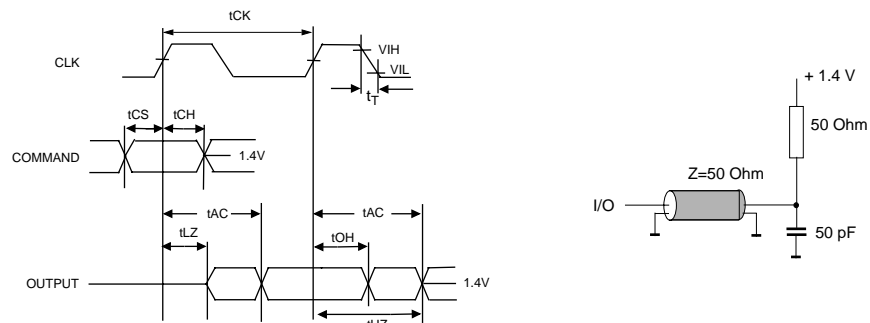 tCK
CLK
VIH
VIL
tT
tCS
tCH
COMMAND
1.4V
tAC
tAC
tLZ
tOH
OUTPUT
1.4V
+ 1.4 V
50 Ohm
Z=50 Ohm
I/O
50 pF